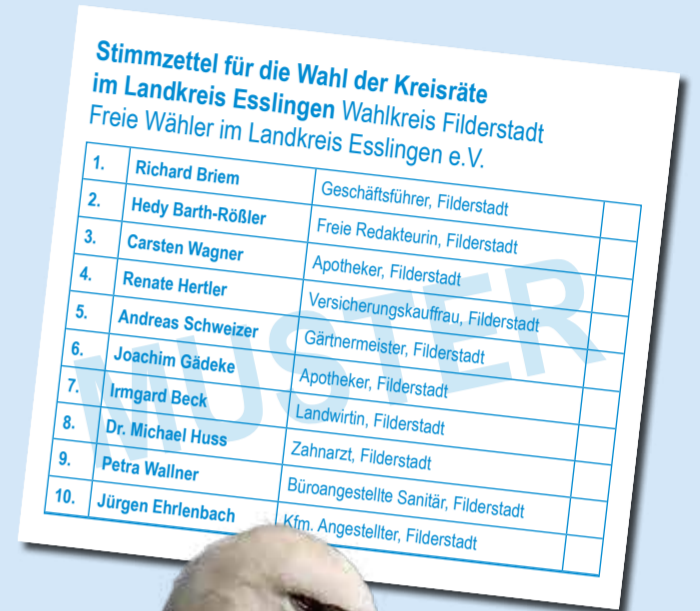 Stimmzettel für die Wahl der Kreisräte
im Landkreis Esslingen Wahlkreis Filderstadt
Freie Wähler im Landkreis Esslingen e.V.
1. Richard Briem Geschäftsführer, Filderstadt
2. Hedy Barth-Rößler Freie Redakteurin, Filderstadt
3. Carsten Wagner Apotheker, Filderstadt
4. Renate Hertler Versicherungskauffrau, Filderstadt
5. Andreas Schweizer Gärtnermeister, Filderstadt
6. Joachim Gädeke Apotheker, Filderstadt
7. Irmgard Beck Landwirtin, Filderstadt
8. Dr. Michael Huss Zahnarzt, Filderstadt
9. Petra Wallner Büroangestellte Sanitär, Filderstadt
10. Jürgen Ehrlenbach Kfm. Angestellter, Filderstadt
MUSTER